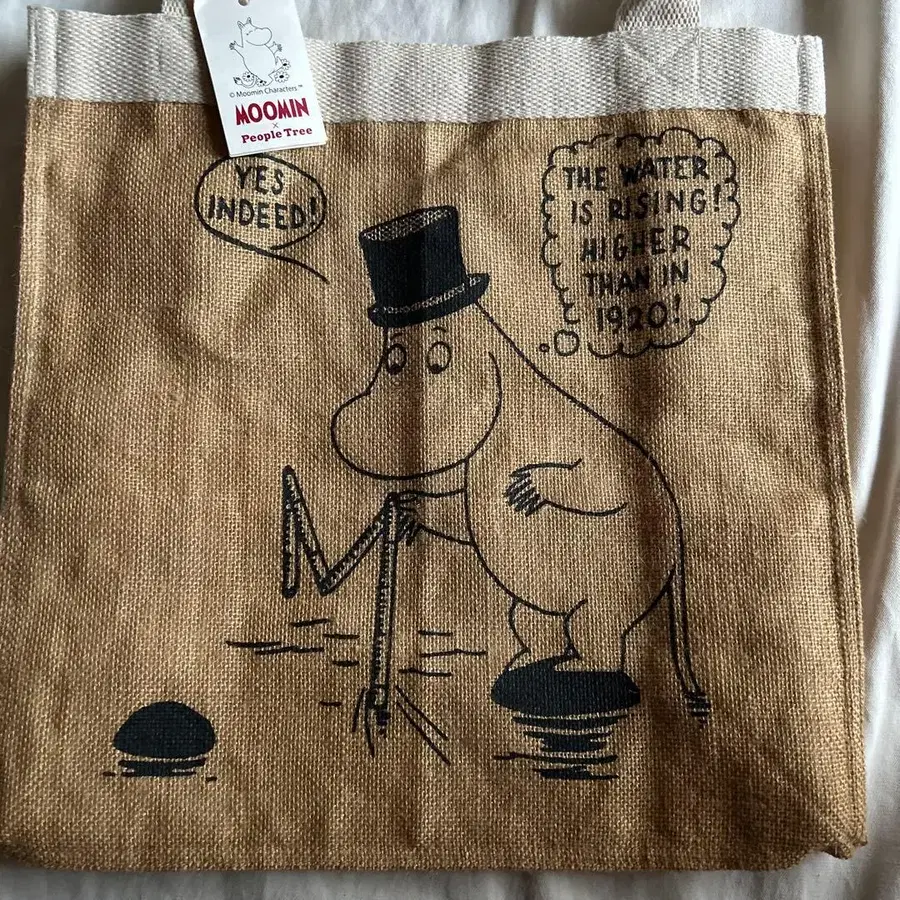 © Moomin Characters™
MOOMIN
×
People Tree
YES
INDEED!
THE WATER
IS RISING!
HIGHER
THAN IN
1920!